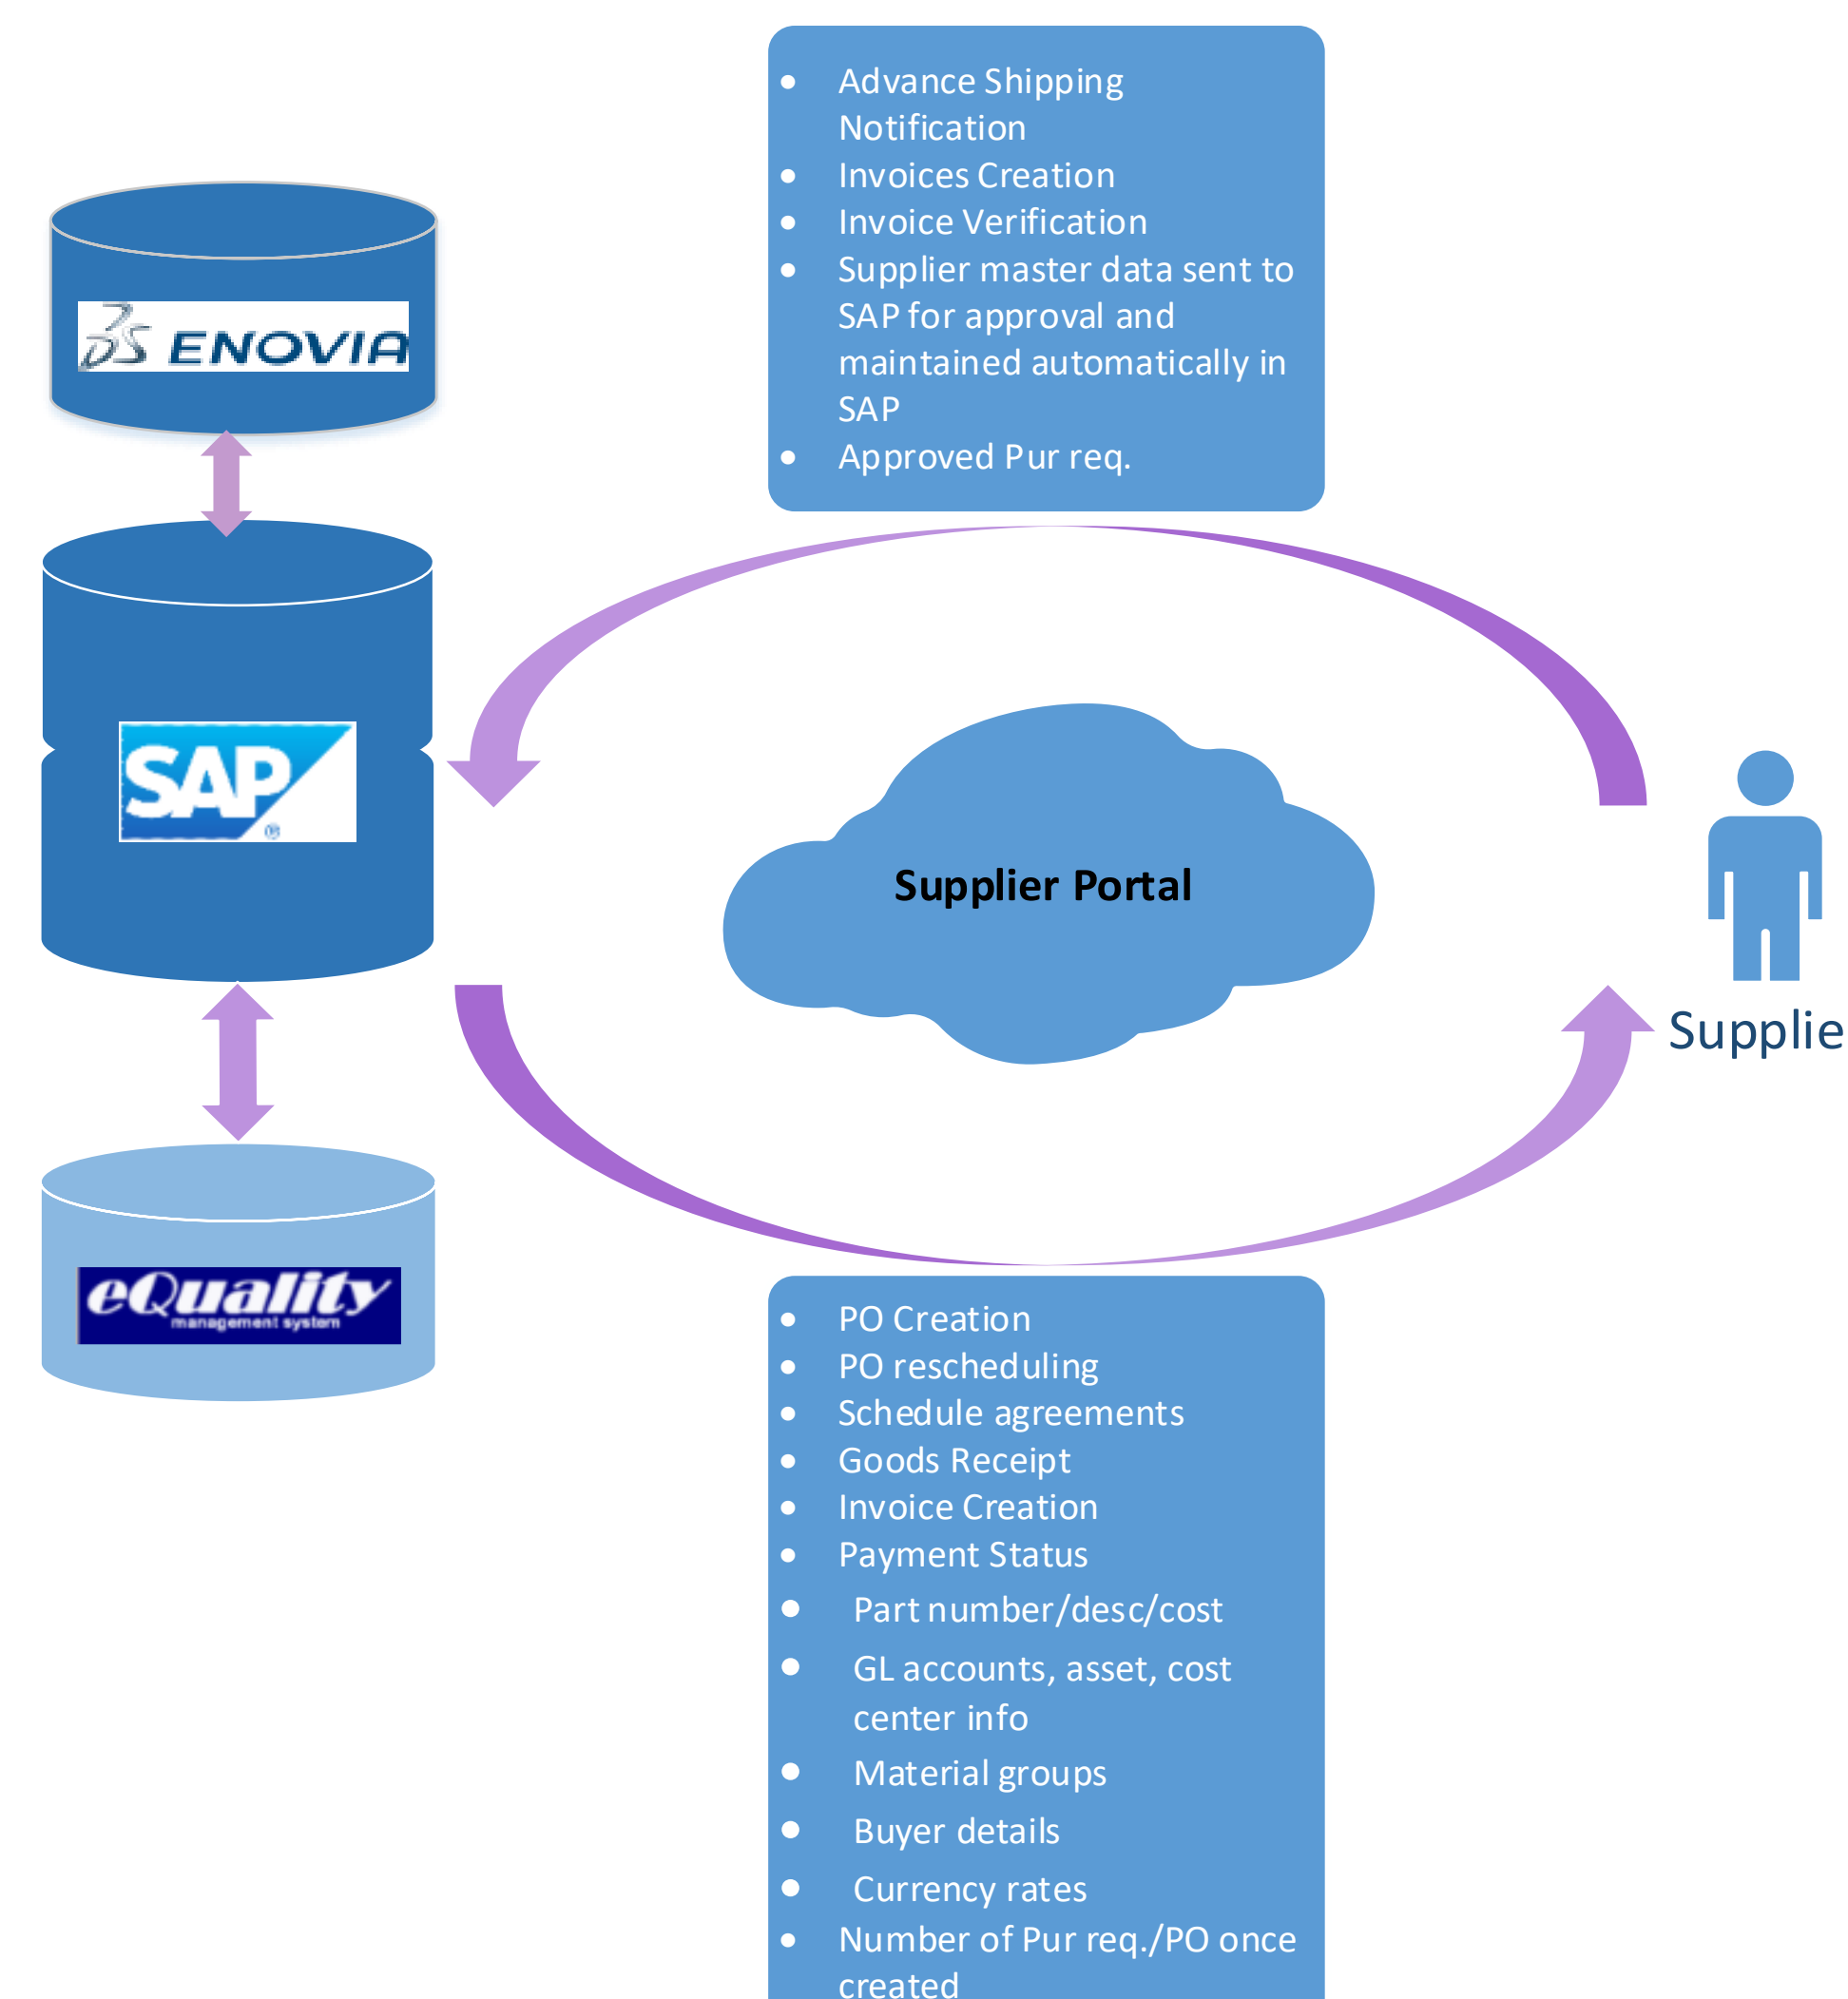 • Advance Shipping
Notification
• Invoices Creation
• Invoice Verification
• Supplier master data sent to
SAP for approval and
maintained automatically in
SAP
• Approved Pur req.
3S ENOVIA
SAP
®
Supplier Portal
Supplie
eQuality
management system
• PO Creation
• PO rescheduling
• Schedule agreements
• Goods Receipt
• Invoice Creation
• Payment Status
• Part number/desc/cost
• GL accounts, asset, cost
center info
• Material groups
• Buyer details
• Currency rates
• Number of Pur req./PO once
created